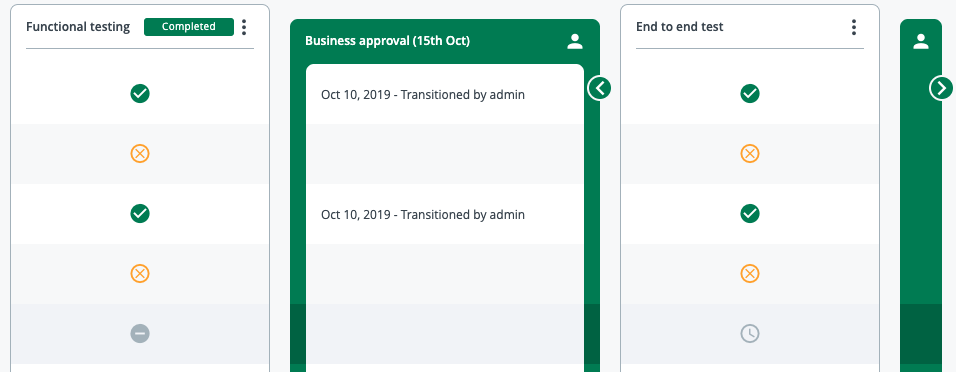 Functional testing
Completed
Business approval (15th Oct)
End to end test
Oct 10, 2019 - Transitioned by admin
Oct 10, 2019 - Transitioned by admin